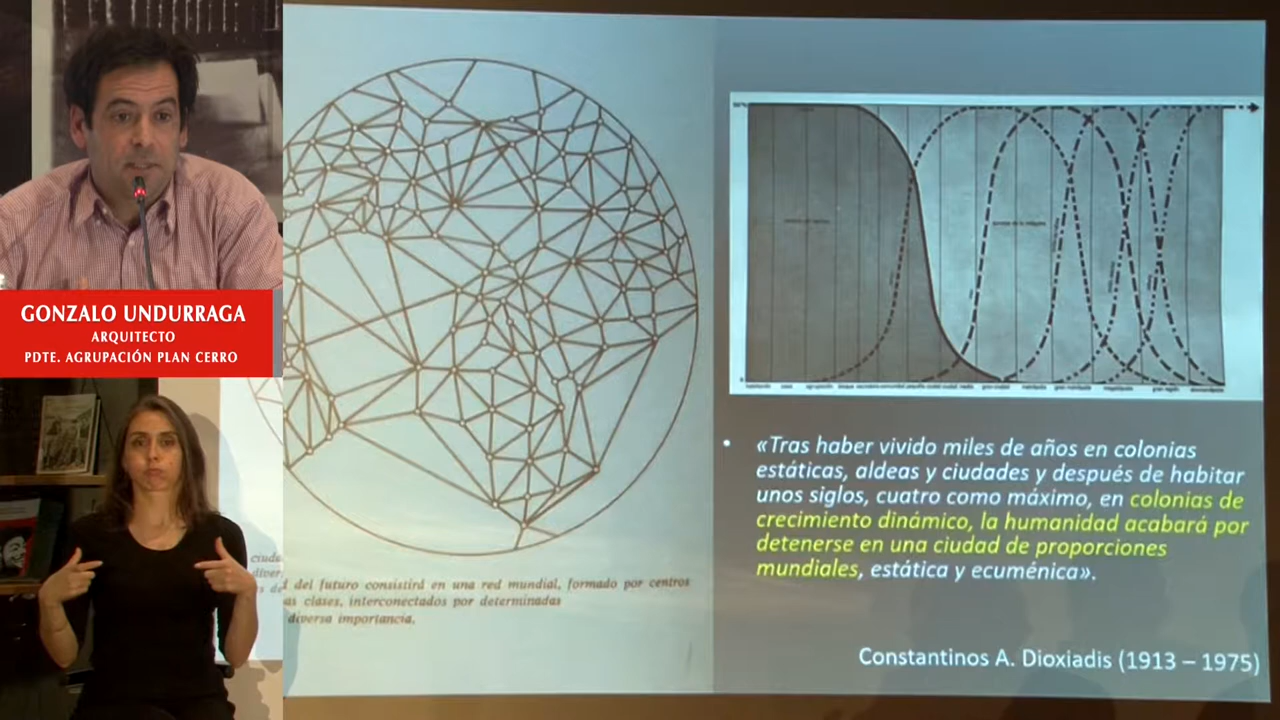 GONZALO UNDURRAGA
ARQUITECTO
PDTE. AGRUPACIÓN PLAN CERRO
del futuro consistirá en una red mundial, formado por centros
as clases, interconectados por determinadas
diversa importancia.
• «Tras haber vivido miles de años en colonias
estáticas, aldeas y ciudades y después de habitar
unos siglos, cuatro como máximo, en colonias de
crecimiento dinámico, la humanidad acabará por
detenerse en una ciudad de proporciones
mundiales, estática y ecuménica».
Constantinos A. Dioxiadis (1913 – 1975)